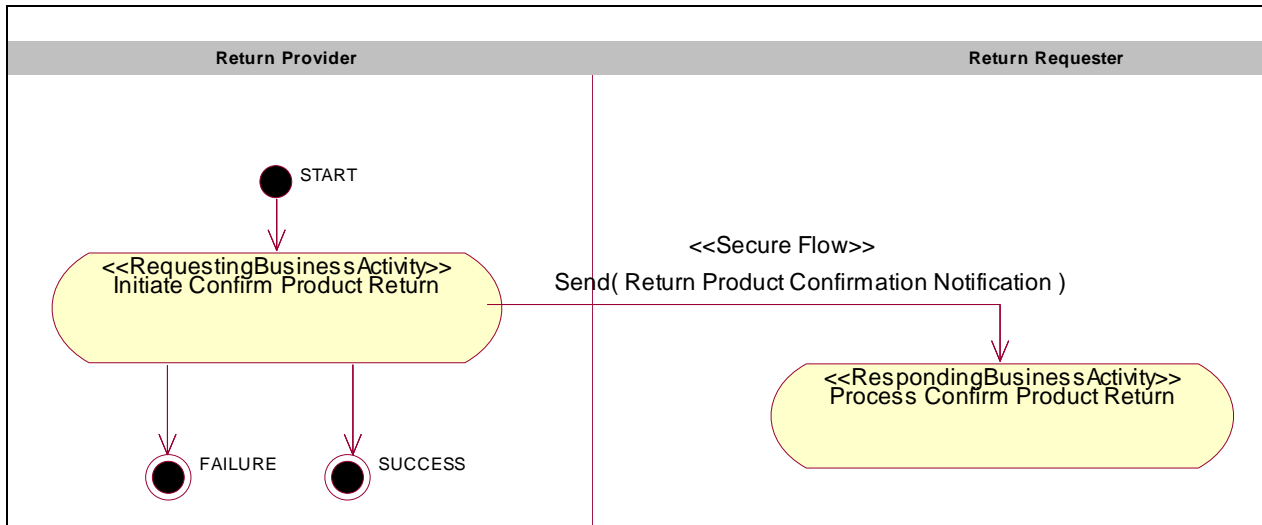 Return Provider
Return Requester
START
<<Secure Flow>>
<<RequestingBusinessActivity>>
Initiate Confirm Product Return
Send( Return Product Confirmation Notification )
<<RespondingBusinessActivity>>
Process Confirm Product Return
FAILURE
SUCCESS